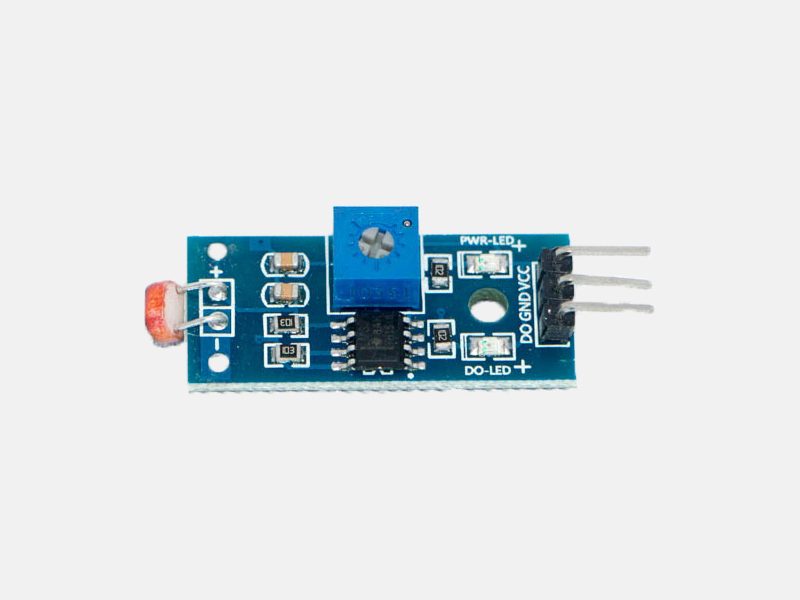 PWR-LED
+
+
DO GND VCC
103
103
-
DO-LED
+